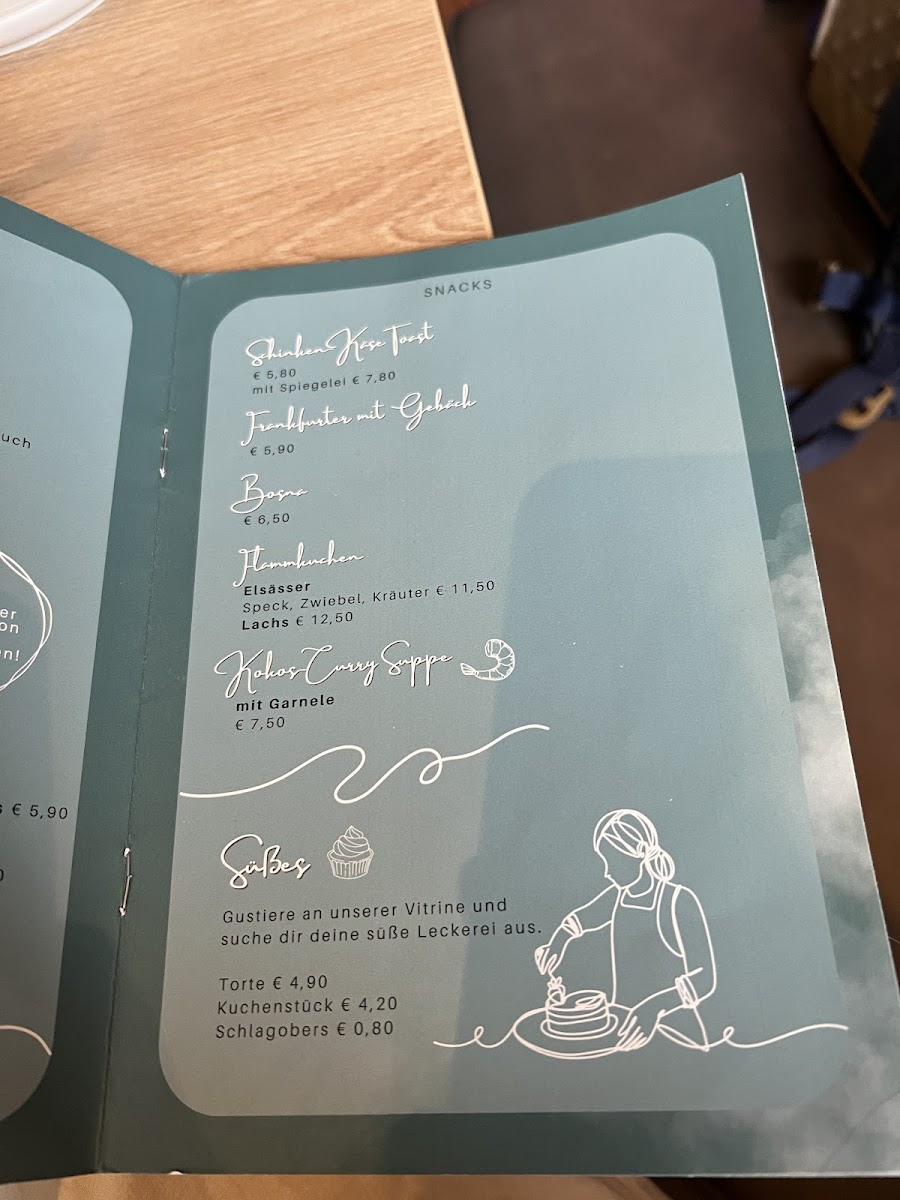 uch
er
on
n!
s € 5,90
0
SNACKS
Schinken Käse Toast
€ 5,80
mit Spiegelei € 7,80
Frankfurter mit Gebäck
€ 5,90
Bosna
€ 6,50
Flammkuchen
Elsässer
Speck, Zwiebel, Kräuter € 11,50
Lachs € 12,50
Kokos-Curry Suppe
mit Garnele
€ 7,50
Süßes
Gustiere an unserer Vitrine und
suche dir deine süße Leckerei aus.
Torte € 4,90
Kuchenstück € 4,20
Schlagobers € 0,80